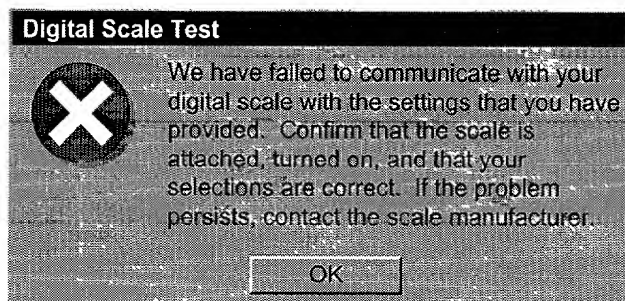 Digital Scale Test
We have failed to communicate with your
digital scale with the settings that you have
provided. Confirm that the scale is
attached, turned on, and that your
selections are correct. If the problem
persists, contact the scale manufacturer.
OK